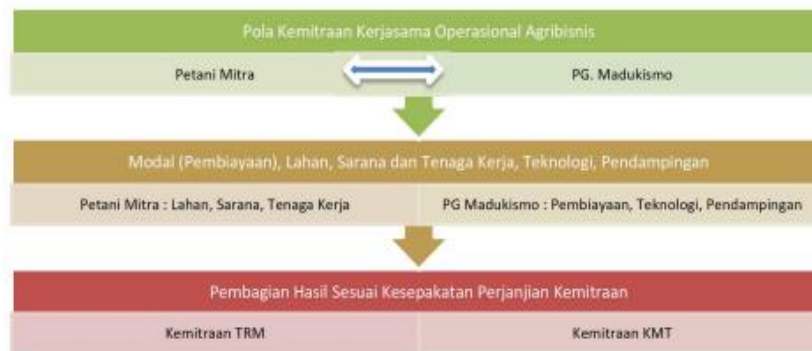 Pola Kemitraan Kerjasama Operasional Agribisnis
Petani Mitra
PG. Madukismo
Modal (Pembiayaan), Lahan, Sarana dan Tenaga Kerja, Teknologi, Pendampingan
Petani Mitra : Lahan, Sarana, Tenaga Kerja
PG Madukismo : Pembiayaan, Teknologi, Pendampingan
Pembagian Hasil Sesuai Kesepakatan Perjanjian Kemitraan
Kemitraan TRM
Kemitraan KMT